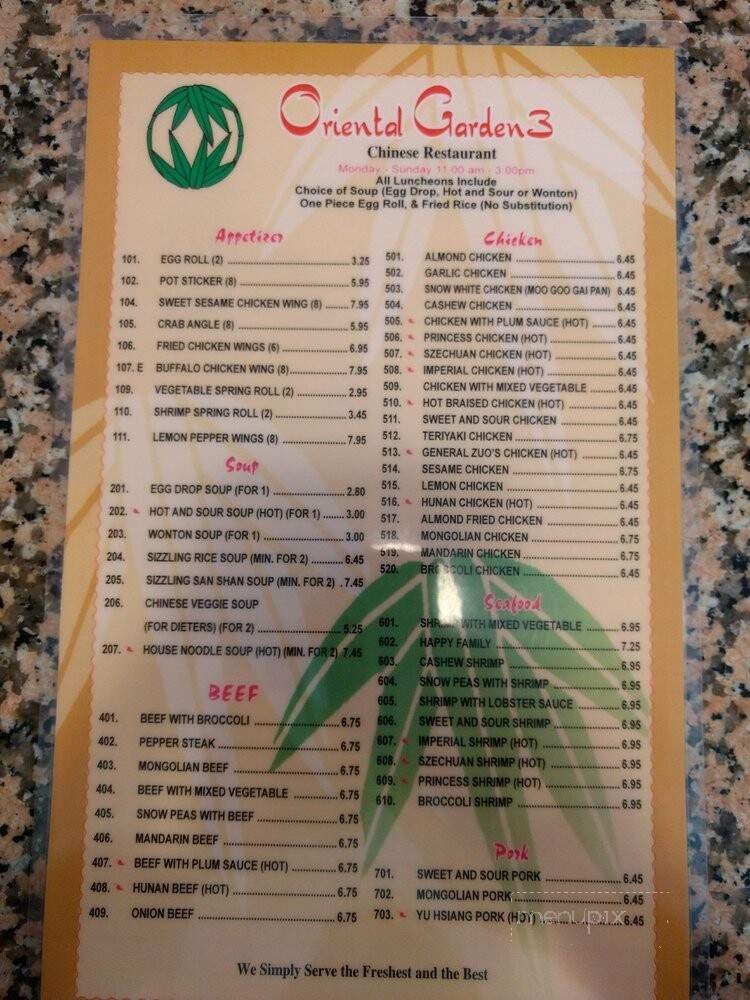 Oriental Garden3
Chinese Restaurant
Monday - Sunday 11:00 am - 3:00pm
All Luncheons Include
Choice of Soup (Egg Drop, Hot and Sour or Wonton)
One Piece Egg Roll, & Fried Rice (No Substitution)
Appetizer
101. EGG ROLL (2) 3.25
102. POT STICKER (8) 5.95
104. SWEET SESAME CHICKEN WING (8) 7.95
105. CRAB ANGLE (8) 5.95
106. FRIED CHICKEN WINGS (6) 6.95
107. E BUFFALO CHICKEN WING (8) 7.95
109. VEGETABLE SPRING ROLL (2) 2.95
110. SHRIMP SPRING ROLL (2) 3.45
111. LEMON PEPPER WINGS (8) 7.95
Soup
201. EGG DROP SOUP (FOR 1) 2.80
202. HOT AND SOUR SOUP (HOT) (FOR 1) 3.00
203. WONTON SOUP (FOR 1) 3.00
204. SIZZLING RICE SOUP (MIN. FOR 2) 6.45
205. SIZZLING SAN SHAN SOUP (MIN. FOR 2) .7.45
206. CHINESE VEGGIE SOUP
(FOR DIETERS) (FOR 2) 5.25
207. HOUSE NOODLE SOUP (HOT) (MIN. FOR 2) 7.45
BEEF
401. BEEF WITH BROCCOLI 6.75
402. PEPPER STEAK 6.75
403. MONGOLIAN BEEF 6.75
404. BEEF WITH MIXED VEGETABLE 6.75
405. SNOW PEAS WITH BEEF 6.75
406. MANDARIN BEEF 6.75
407. BEEF WITH PLUM SAUCE (HOT) 6.75
408. HUNAN BEEF (HOT) 6.75
409. ONION BEEF 6.75
Chicken
501. ALMOND CHICKEN 6.45
502. GARLIC CHICKEN 6.45
503. SNOW WHITE CHICKEN (MOO GOO GAI PAN) 6.45
504. CASHEW CHICKEN 6.45
505. CHICKEN WITH PLUM SAUCE (HOT) 6.45
506. PRINCESS CHICKEN (HOT) 6.45
507. SZECHUAN CHICKEN (HOT) 6.45
508. IMPERIAL CHICKEN (HOT) 6.45
509. CHICKEN WITH MIXED VEGETABLE 6.45
510. HOT BRAISED CHICKEN (HOT) 6.45
511. SWEET AND SOUR CHICKEN 6.45
512. TERIYAKI CHICKEN 6.75
513. GENERAL ZUO'S CHICKEN (HOT) 6.45
514. SESAME CHICKEN 6.75
515. LEMON CHICKEN 6.45
516. HUNAN CHICKEN (HOT) 6.45
517. ALMOND FRIED CHICKEN 6.45
518. MONGOLIAN CHICKEN 6.75
519. MANDARIN CHICKEN 6.75
520. BROCCOLI CHICKEN 6.45
Seafood
601. SHRIMP WITH MIXED VEGETABLE 6.95
602. HAPPY FAMILY 7.25
603. CASHEW SHRIMP 6.95
604. SNOW PEAS WITH SHRIMP 6.95
605. SHRIMP WITH LOBSTER SAUCE 6.95
606. SWEET AND SOUR SHRIMP 6.95
607. IMPERIAL SHRIMP (HOT) 6.95
608. SZECHUAN SHRIMP (HOT) 6.95
609. PRINCESS SHRIMP (HOT) 6.95
610. BROCCOLI SHRIMP 6.95
Pork
701. SWEET AND SOUR PORK 6.45
702. MONGOLIAN PORK 6.45
703. YU HSIANG PORK (HOT) 6.45
menupix
We Simply Serve the Freshest and the Best